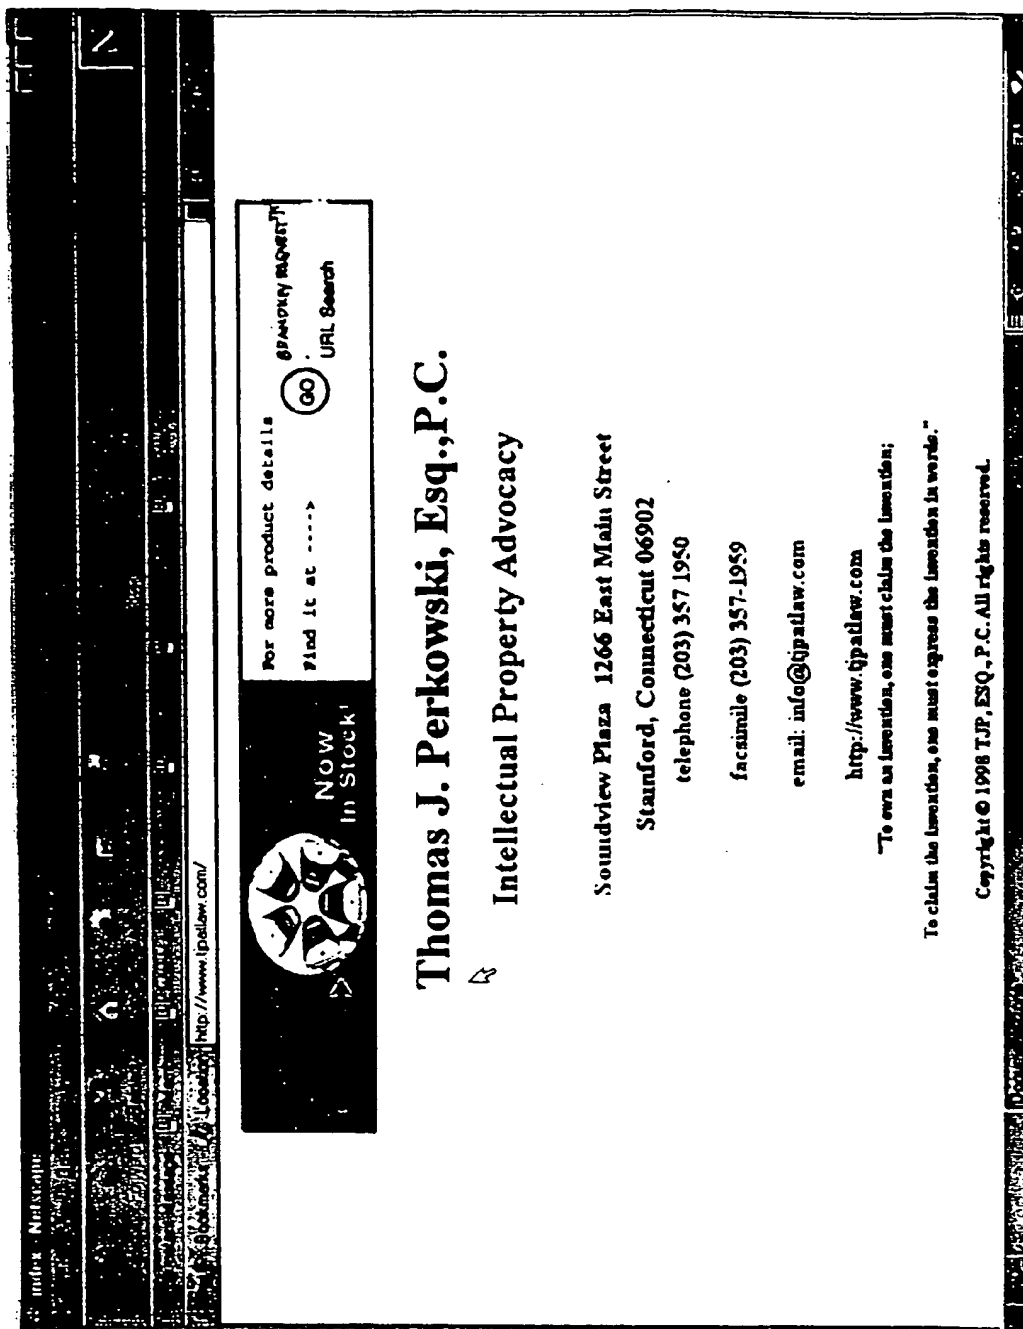 index - Netscape
http://www.tjpatlaw.com/
Now
In Stock!
For more product details
Find it at ---->
GO
URL Search
Thomas J. Perkowski, Esq.,P.C.
Intellectual Property Advocacy
Soundview Plaza 1266 East Main Street
Stamford, Connecticut 06902
telephone (203) 357 1950
facsimile (203) 357-1959
email: info@tjpatlaw.com
http://www.tjpatlaw.com
"To own an invention, one must claim the invention;
To claim the invention, one must express the invention in words."
Copyright © 1998 TJP, ESQ., P.C. All rights reserved.